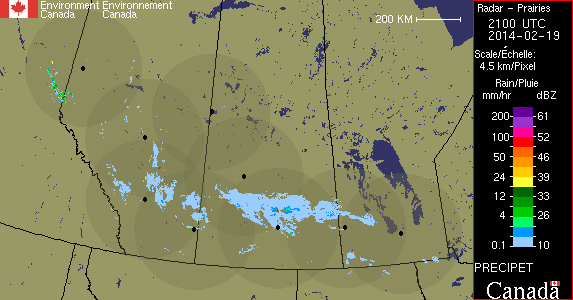 Environment Environnement
Canada Canada
200 KM
Radar - Prairies
2100 UTC
2014-02-19
Scale/Échelle:
4.5 km/Pixel
Rain/Pluie
mm/hr dBZ
200 61
100 52
50 46
24 39
12 33
4 26
0.1 10
PRECIPET
Canada